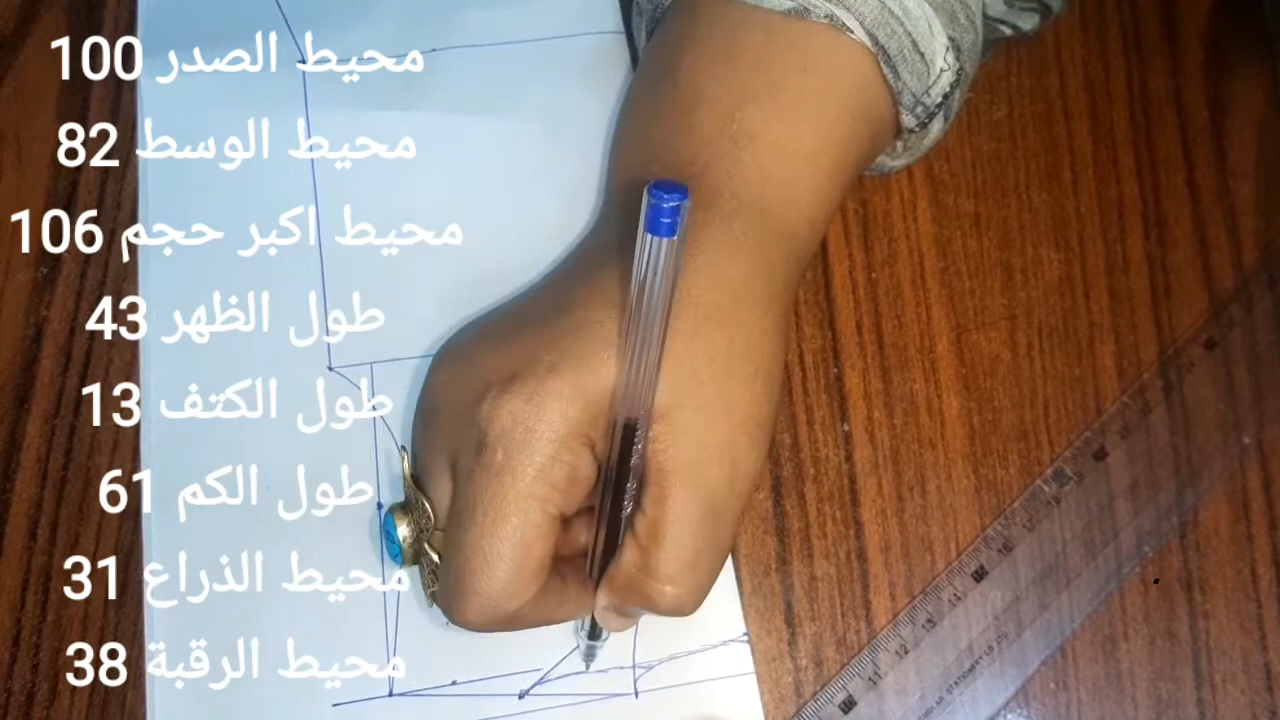 محيط الصدر 100
محيط الوسط 82
محيط اكبر حجم 106
طول الظهر 43
طول الكتف 13
طول الكم 61
محيط الذراع 31
محيط الرقبة 38